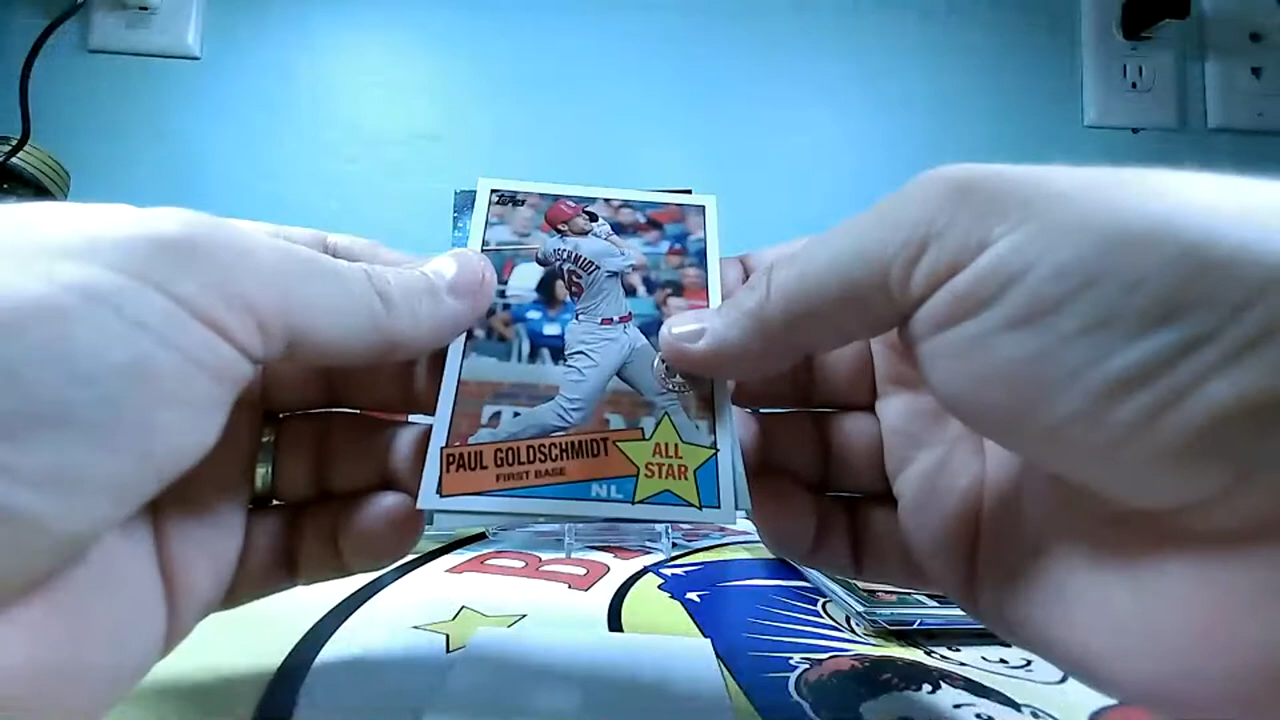 Topps
GOLDSCHMIDT
46
PAUL GOLDSCHMIDT
FIRST BASE
ALL
STAR
NL
B